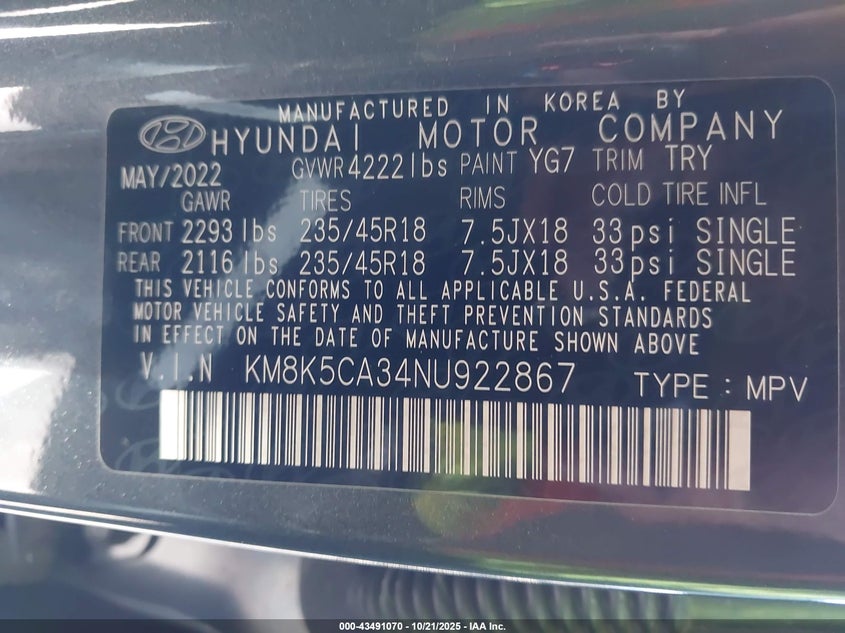 MANUFACTURED IN KOREA BY
HYUNDAI MOTOR COMPANY
MAY/2022 GVWR 4222 lbs PAINT YG7 TRIM TRY
GAWR TIRES RIMS COLD TIRE INFL
FRONT 2293 lbs 235/45R18 7.5JX18 33psi SINGLE
REAR 2116 lbs 235/45R18 7.5JX18 33psi SINGLE
THIS VEHICLE CONFORMS TO ALL APPLICABLE U.S.A. FEDERAL
MOTOR VEHICLE SAFETY AND THEFT PREVENTION STANDARDS
IN EFFECT ON THE DATE OF MANUFACTURE SHOWN ABOVE
V.I.N KM8K5CA34NU922867 TYPE : MPV
000-43491070 - 10/21/2025 - IAA Inc.